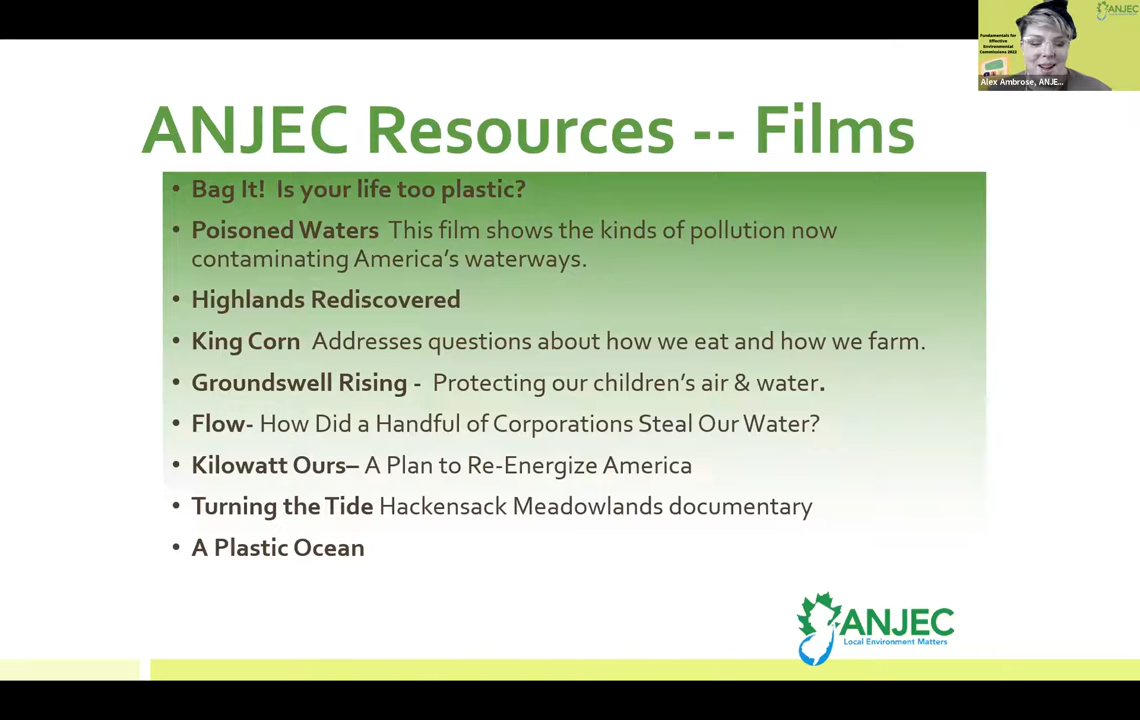 ANJEC
Fundamentals for
Effective
Environmental
Commissions 2022
Alex Ambrose, ANJE...
ANJEC Resources -- Films
• Bag It!  Is your life too plastic?
• Poisoned Waters  This film shows the kinds of pollution now
contaminating America's waterways.
• Highlands Rediscovered
• King Corn  Addresses questions about how we eat and how we farm.
• Groundswell Rising -  Protecting our children's air & water.
• Flow- How Did a Handful of Corporations Steal Our Water?
• Kilowatt Ours– A Plan to Re-Energize America
• Turning the Tide Hackensack Meadowlands documentary
• A Plastic Ocean
ANJEC
Local Environment Matters